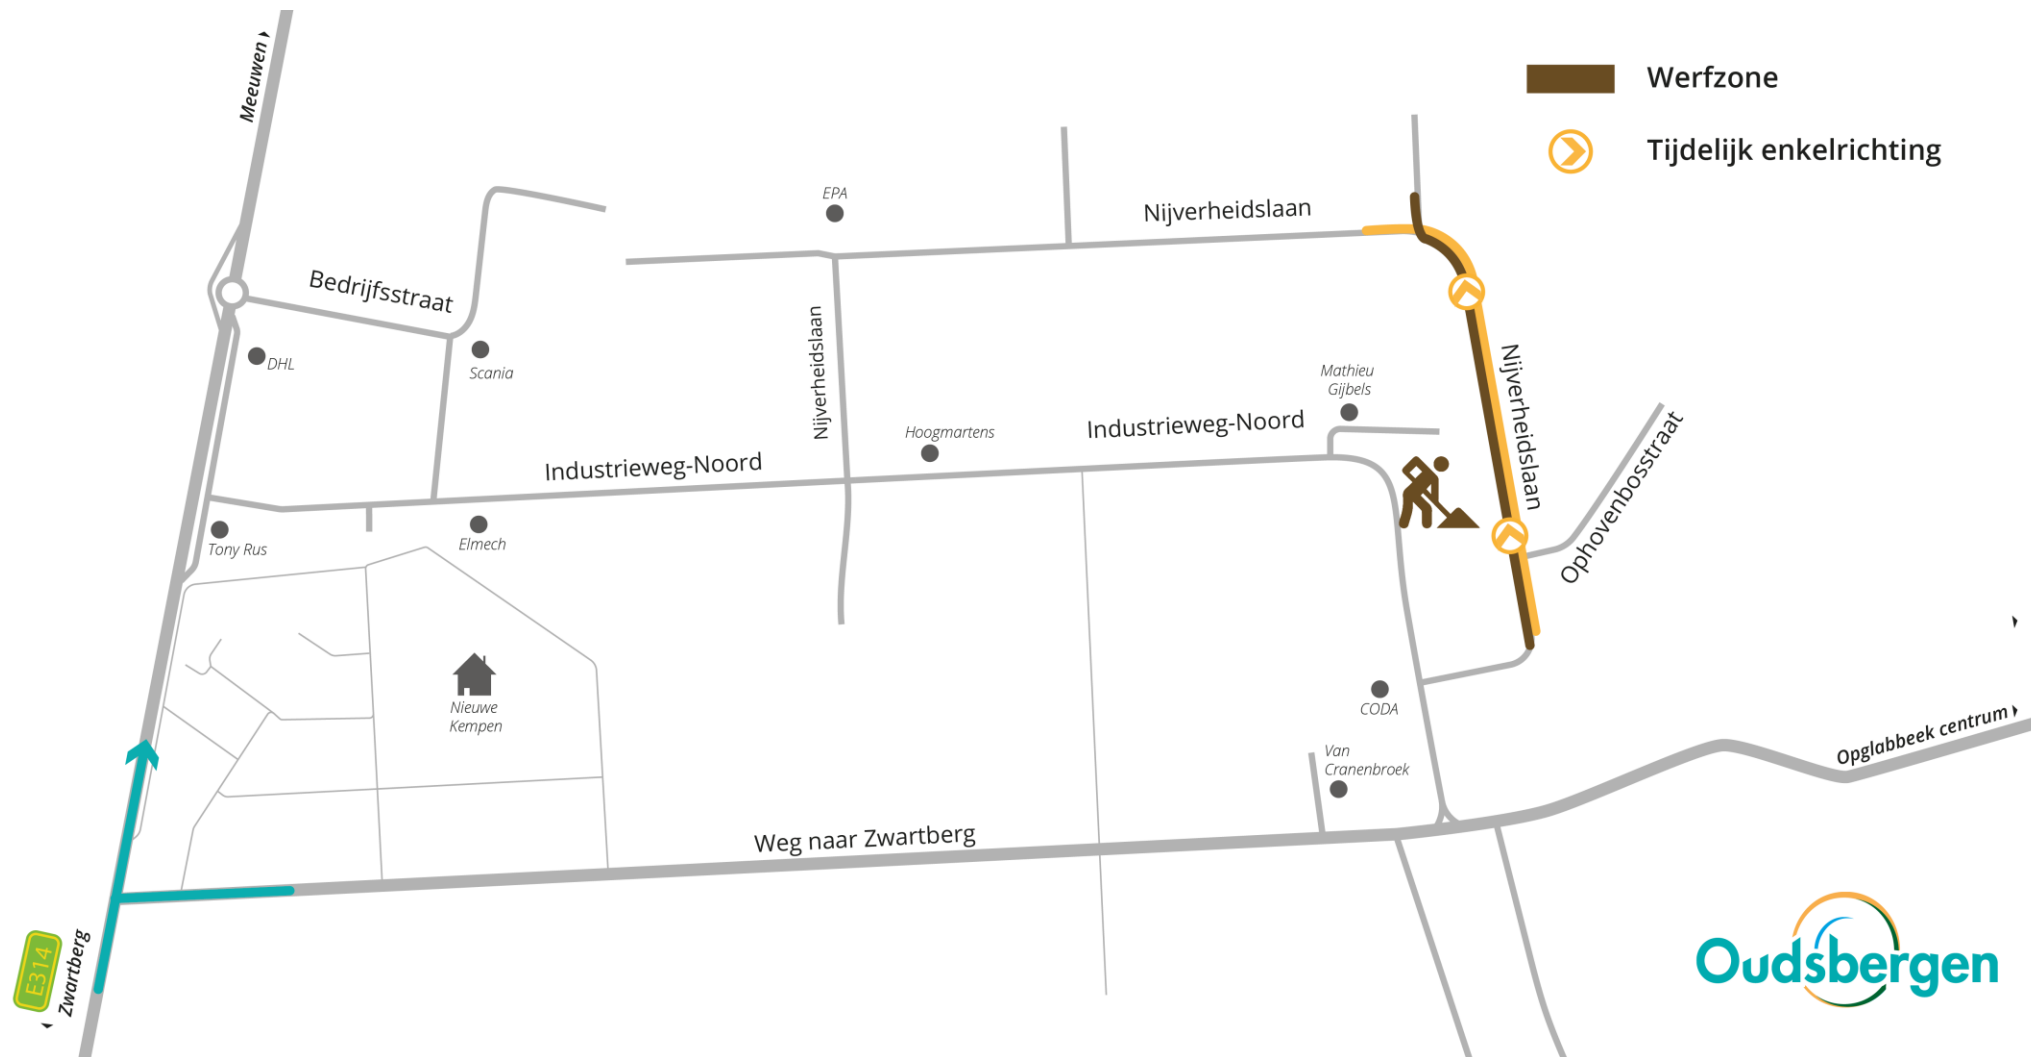 Meeuwen
Werfzone
Tijdelijk enkelrichting
EPA
Nijverheidslaan
Bedrijfsstraat
DHL
Scania
Nijverheidslaan
Mathieu
Gijbels
Nijverheidslaan
Hoogmartens
Industrieweg-Noord
Industrieweg-Noord
Ophovenbosstraat
Tony Rus
Elmech
Nieuwe
Kempen
CODA
Van
Cranenbroek
Opglabbeek centrum
Weg naar Zwartberg
E314
Zwartberg
Oudsbergen